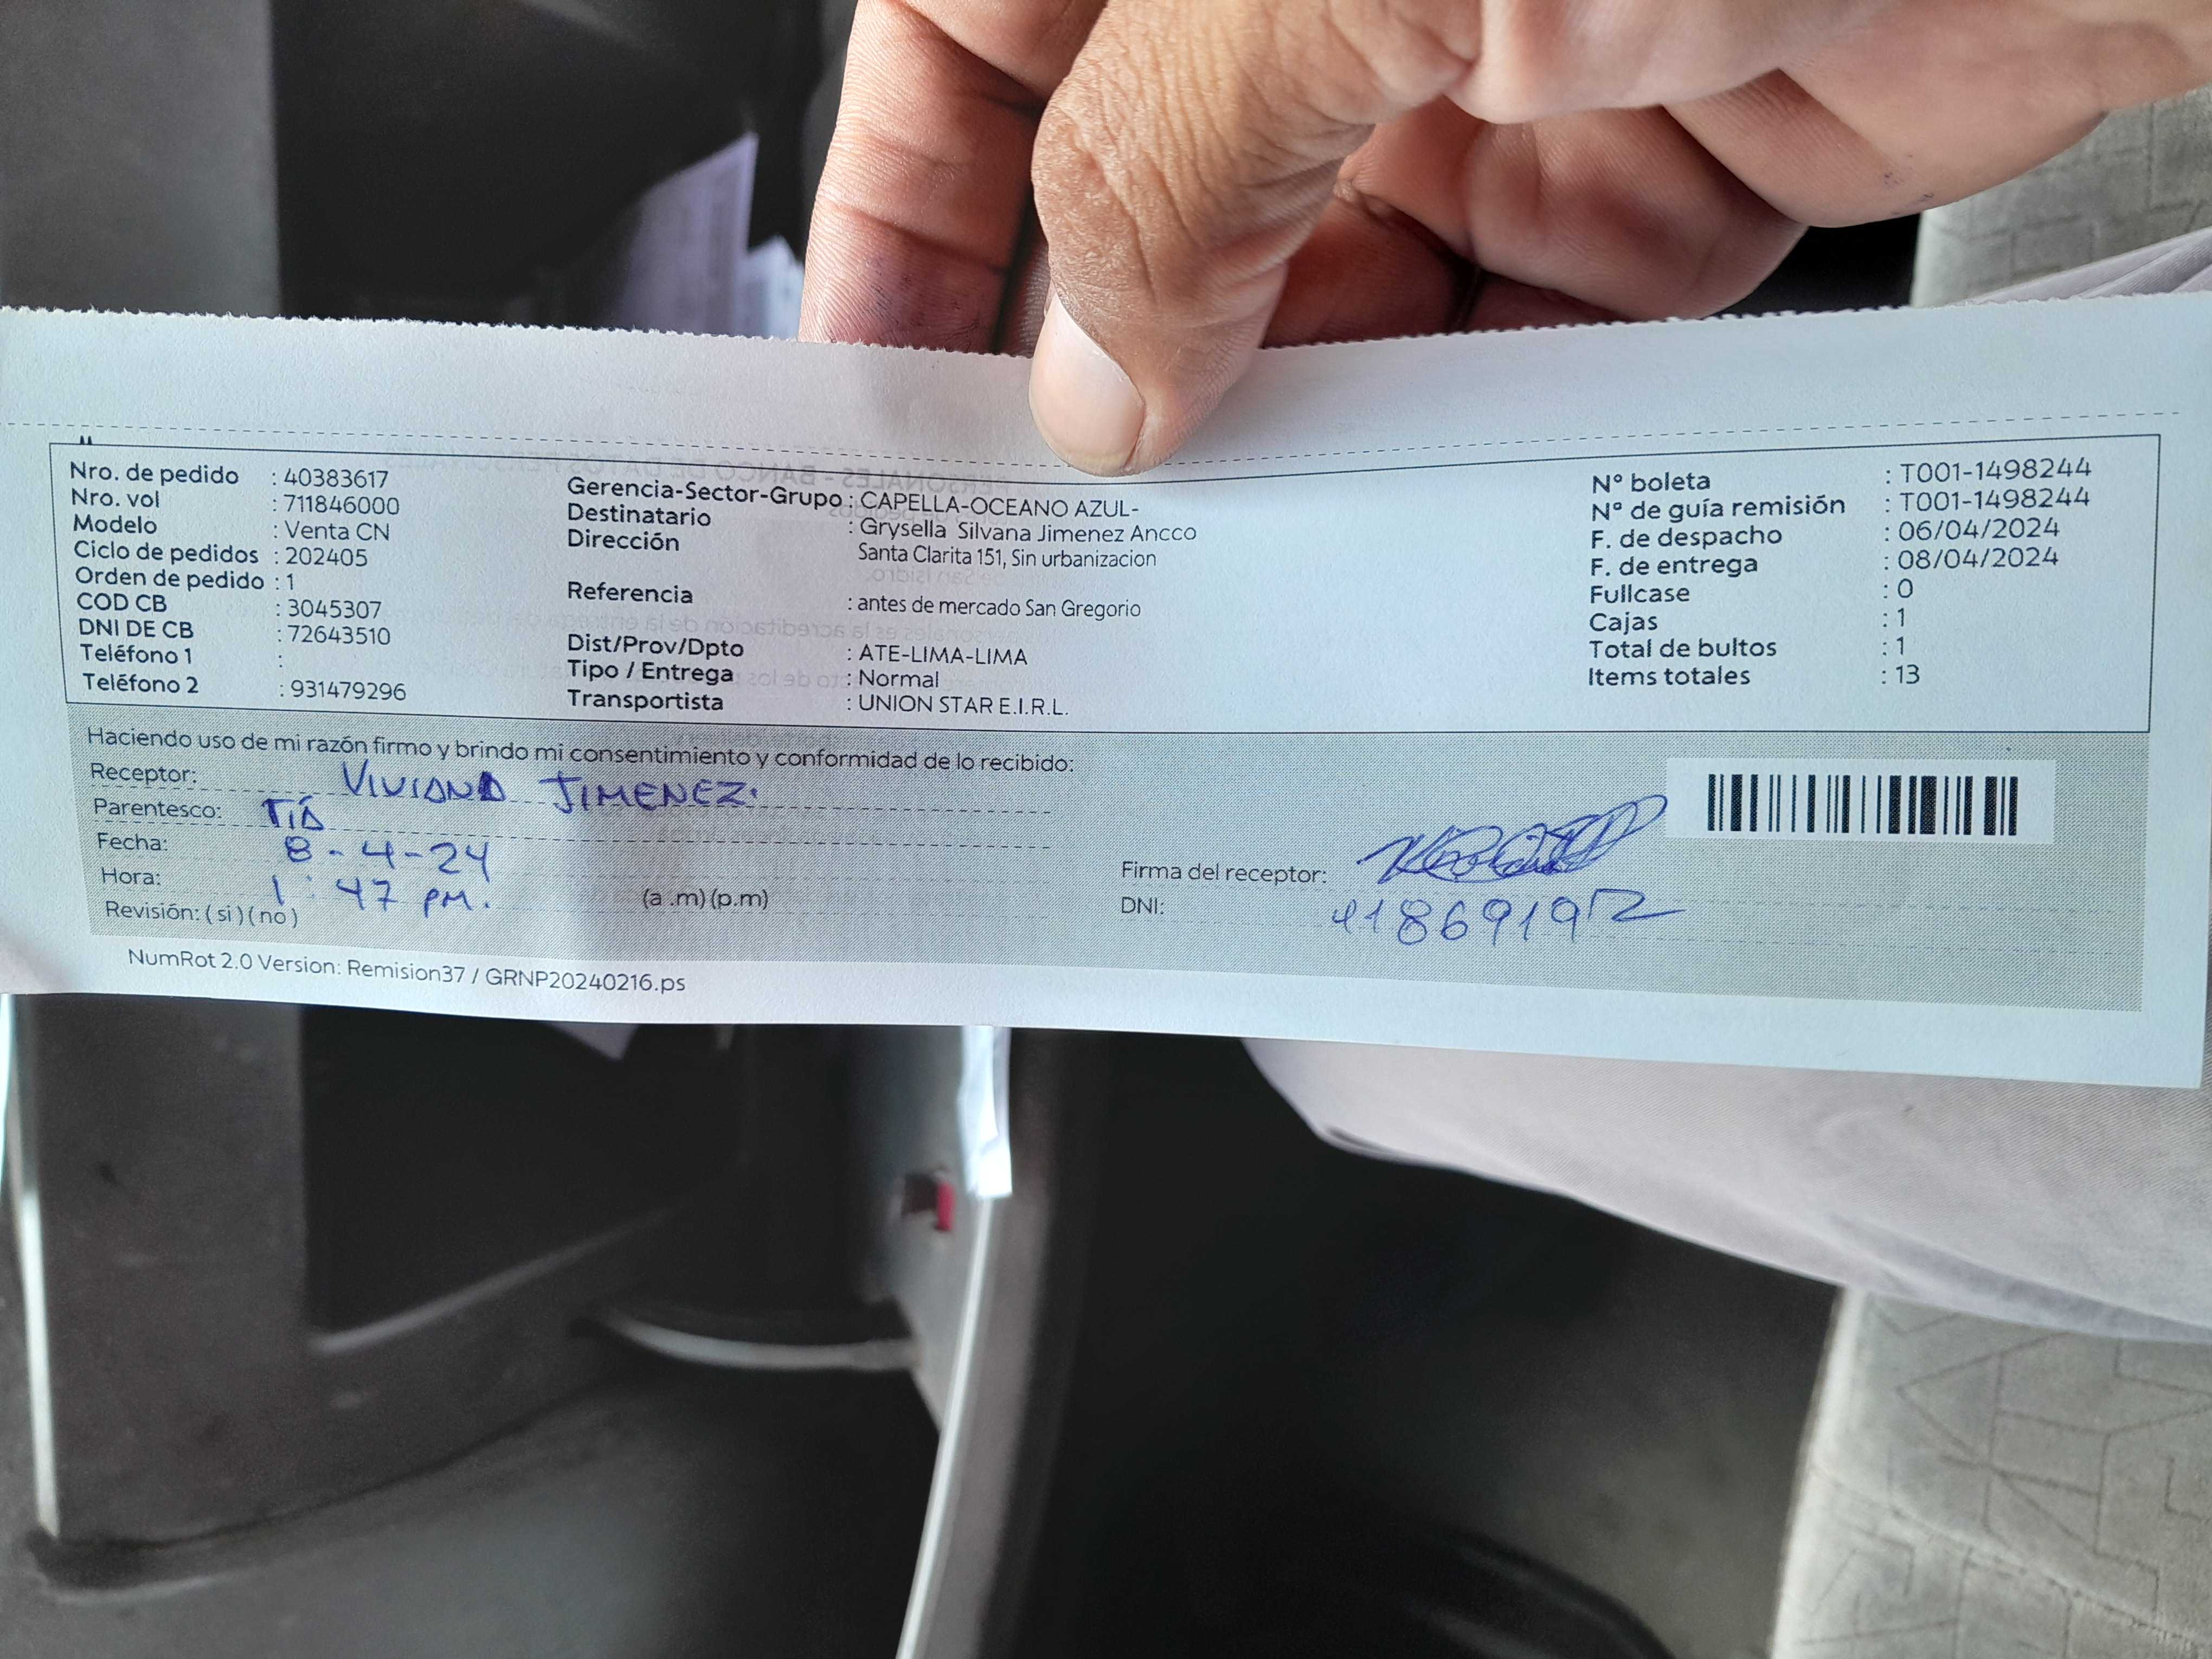 Nro. de pedido : 40383617
Nro. vol : 711846000
Modelo : Venta CN
Ciclo de pedidos : 202405
Orden de pedido : 1
COD CB : 3045307
DNI DE CB : 72643510
Teléfono 1 :
Teléfono 2 : 931479296
Gerencia-Sector-Grupo : CAPELLA-OCEANO AZUL-
Destinatario : Grysella Silvana Jimenez Ancco
Dirección Santa Clarita 151, Sin urbanizacion
Referencia : antes de mercado San Gregorio
Dist/Prov/Dpto : ATE-LIMA-LIMA
Tipo / Entrega : Normal
Transportista : UNION STAR E.I.R.L.
N° boleta : T001-1498244
N° de guía remisión : T001-1498244
F. de despacho : 06/04/2024
F. de entrega : 08/04/2024
Fullcase : 0
Cajas : 1
Total de bultos : 1
Items totales : 13
Haciendo uso de mi razón firmo y brindo mi consentimiento y conformidad de lo recibido:
Receptor: VIVIANA JIMENEZ.
Parentesco: TÍA
Fecha: 8-4-24
Hora: 1:47 PM. (a .m) (p.m)
Revisión: ( si ) ( no )
Firma del receptor:
DNI: 41869192
NumRot 2.0 Version: Remision37 / GRNP20240216.ps